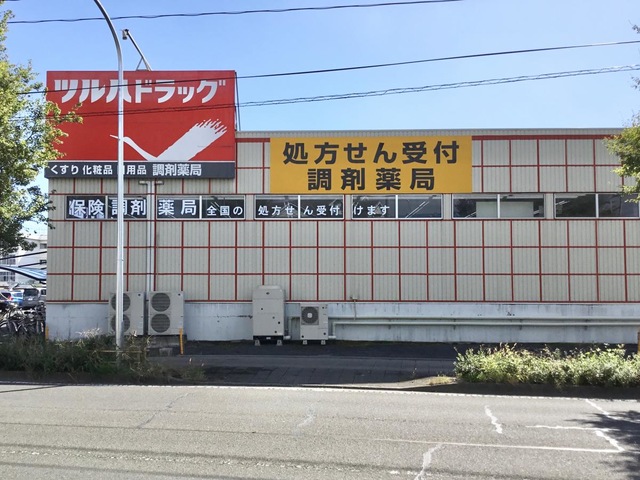 ツルハドラッグ
くすり 化粧品 日用品 調剤薬局
処方せん受付
調剤薬局
保険調剤薬局 全国の処方せん受付けます